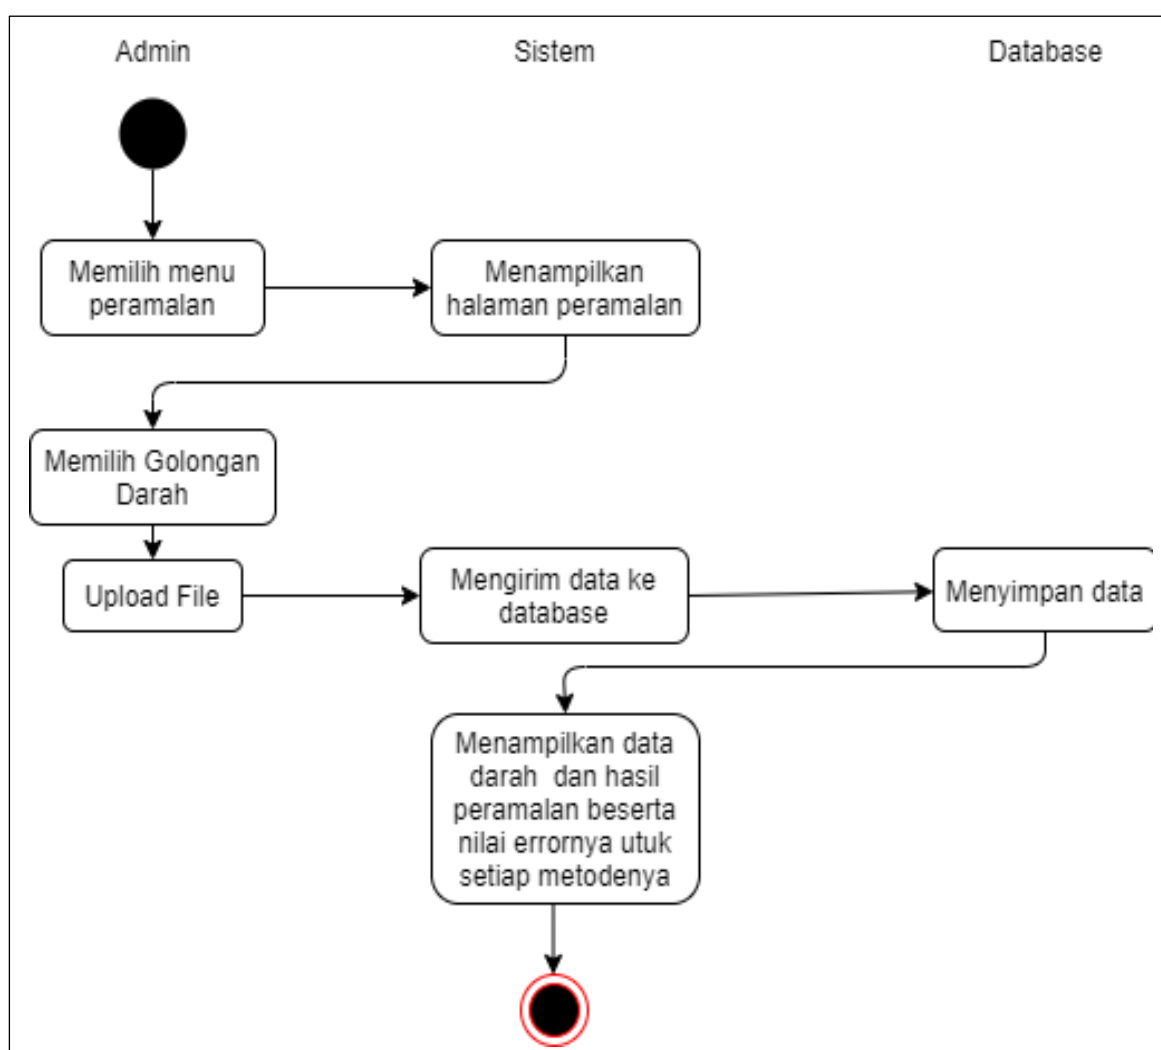 Admin
Sistem
Database
Memilih menu
peramalan
Menampilkan
halaman peramalan
Memilih Golongan
Darah
Upload File
Mengirim data ke
database
Menyimpan data
Menampilkan data
darah  dan hasil
peramalan beserta
nilai errornya utuk
setiap metodenya